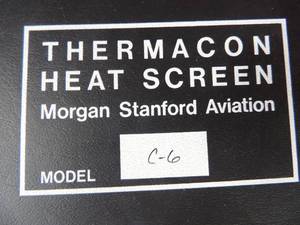 THERMACON
HEAT SCREEN
Morgan Stanford Aviation
MODEL C-6